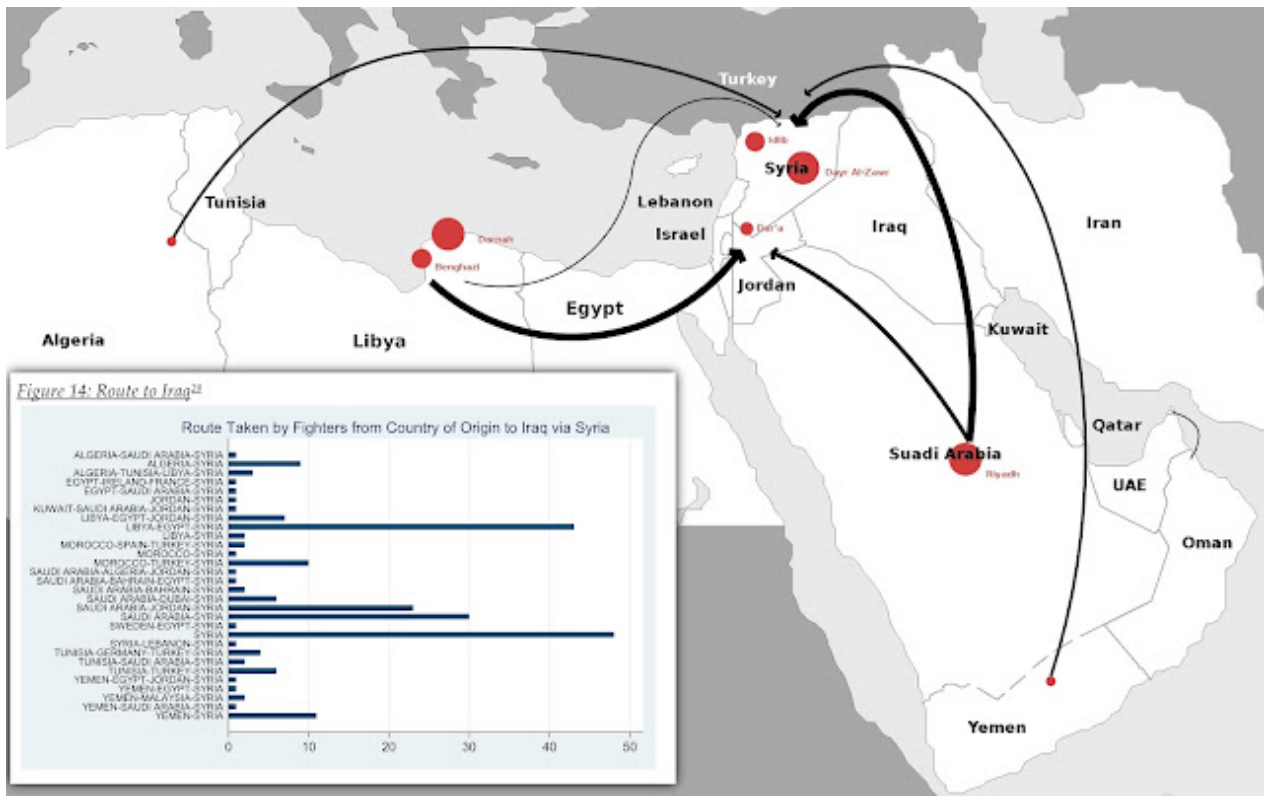 Turkey
Idlib
Syria
Dayr Al-Zawr
Tunisia
Lebanon
Darnah
Israel
Dar'a
Iraq
Iran
Benghazi
Jordan
Egypt
Kuwait
Algeria
Libya
Qatar
Suadi Arabia
Riyadh
UAE
Oman
Yemen
Figure 14: Route to Iraq28
Route Taken by Fighters from Country of Origin to Iraq via Syria
ALGERIA-SAUDI ARABIA-SYRIA
ALGERIA-SYRIA
ALGERIA-TUNISIA-LIBYA-SYRIA
EGYPT-IRELAND-FRANCE-SYRIA
EGYPT-SAUDI ARABIA-SYRIA
JORDAN-SYRIA
KUWAIT-SAUDI ARABIA-JORDAN-SYRIA
LIBYA-EGYPT-JORDAN-SYRIA
LIBYA-EGYPT-SYRIA
LIBYA-SYRIA
MOROCCO-SPAIN-TURKEY-SYRIA
MOROCCO-SYRIA
MOROCCO-TURKEY-SYRIA
SAUDI ARABIA-ALGERIA-JORDAN-SYRIA
SAUDI ARABIA-BAHRAIN-EGYPT-SYRIA
SAUDI ARABIA-BAHRAIN-SYRIA
SAUDI ARABIA-DUBAI-SYRIA
SAUDI ARABIA-JORDAN-SYRIA
SAUDI ARABIA-SYRIA
SWEDEN-EGYPT-SYRIA
SYRIA
SYRIA-LEBANON-SYRIA
TUNISIA-GERMANY-TURKEY-SYRIA
TUNISIA-SAUDI ARABIA-SYRIA
TUNISIA-TURKEY-SYRIA
YEMEN-EGYPT-JORDAN-SYRIA
YEMEN-EGYPT-SYRIA
YEMEN-MALAYSIA-SYRIA
YEMEN-SAUDI ARABIA-SYRIA
YEMEN-SYRIA
0 10 20 30 40 50